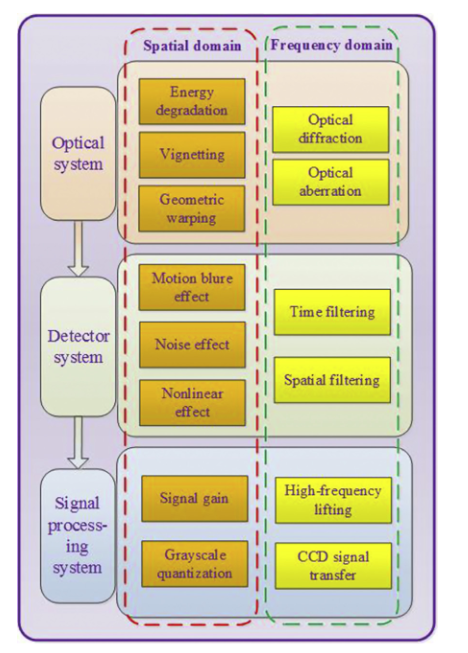 Spatial domain
Frequency domain
Optical
system
Energy
degradation
Vignetting
Geometric
warping
Optical
diffraction
Optical
aberration
Detector
system
Motion blure
effect
Noise effect
Nonlinear
effect
Time filtering
Spatial filtering
Signal
process-
ing
system
Signal gain
Grayscale
quantization
High-frequency
lifting
CCD signal
transfer